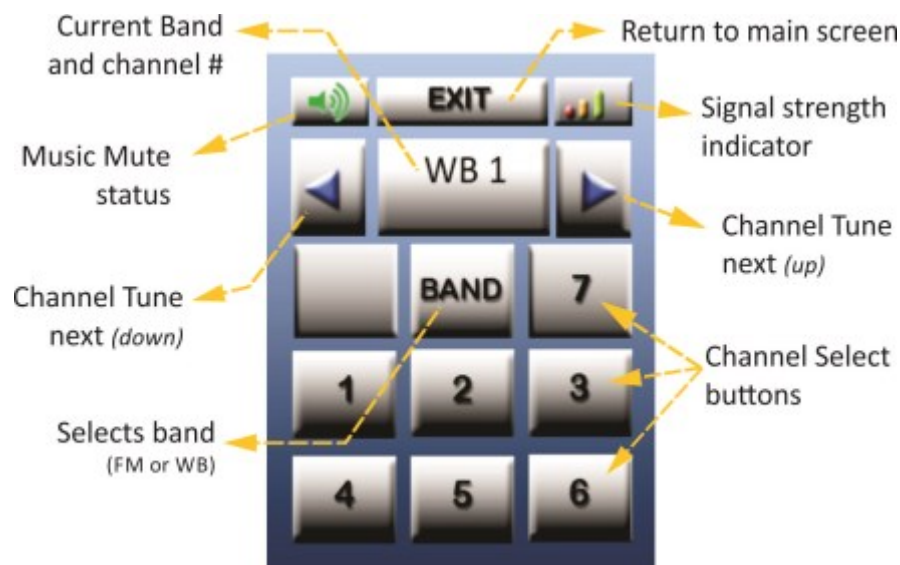 Current Band
and channel #
Return to main screen
EXIT
Signal strength
indicator
Music Mute
status
WB 1
Channel Tune
next (up)
Channel Tune
next (down)
BAND
7
Channel Select
buttons
1
2
3
Selects band
(FM or WB)
4
5
6